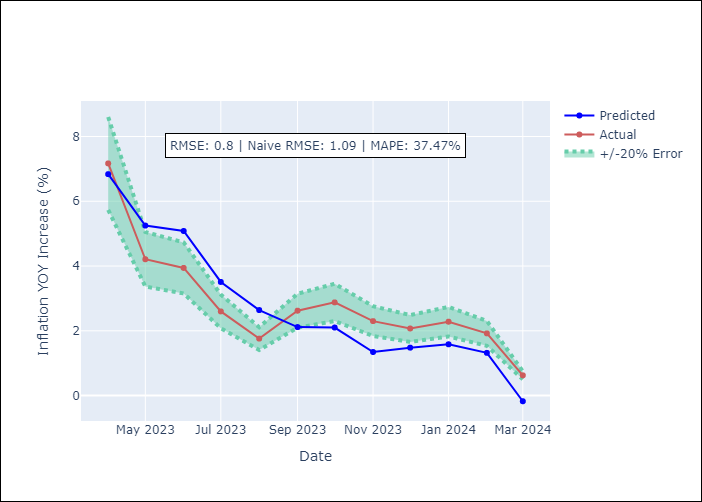 Predicted
Actual
+/-20% Error
RMSE: 0.8 | Naive RMSE: 1.09 | MAPE: 37.47%
Inflation YOY Increase (%)
8
6
4
2
0
May 2023 Jul 2023 Sep 2023 Nov 2023 Jan 2024 Mar 2024
Date